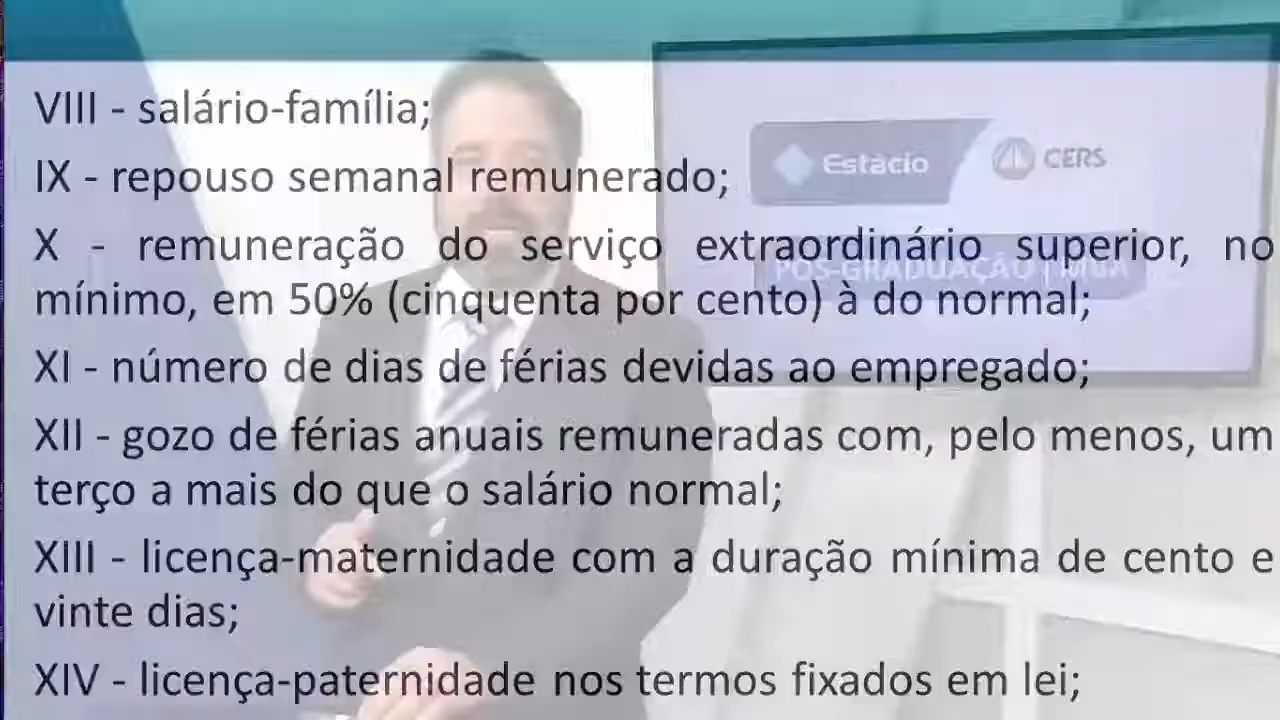 VIII - salário-família;
IX - repouso semanal remunerado;
Estácio
CERS
X - remuneração do serviço extraordinário superior, no
PÓS-GRADUAÇÃO | MBA
mínimo, em 50% (cinquenta por cento) à do normal;
XI - número de dias de férias devidas ao empregado;
XII - gozo de férias anuais remuneradas com, pelo menos, um
terço a mais do que o salário normal;
XIII - licença-maternidade com a duração mínima de cento e
vinte dias;
XIV - licença-paternidade nos termos fixados em lei;